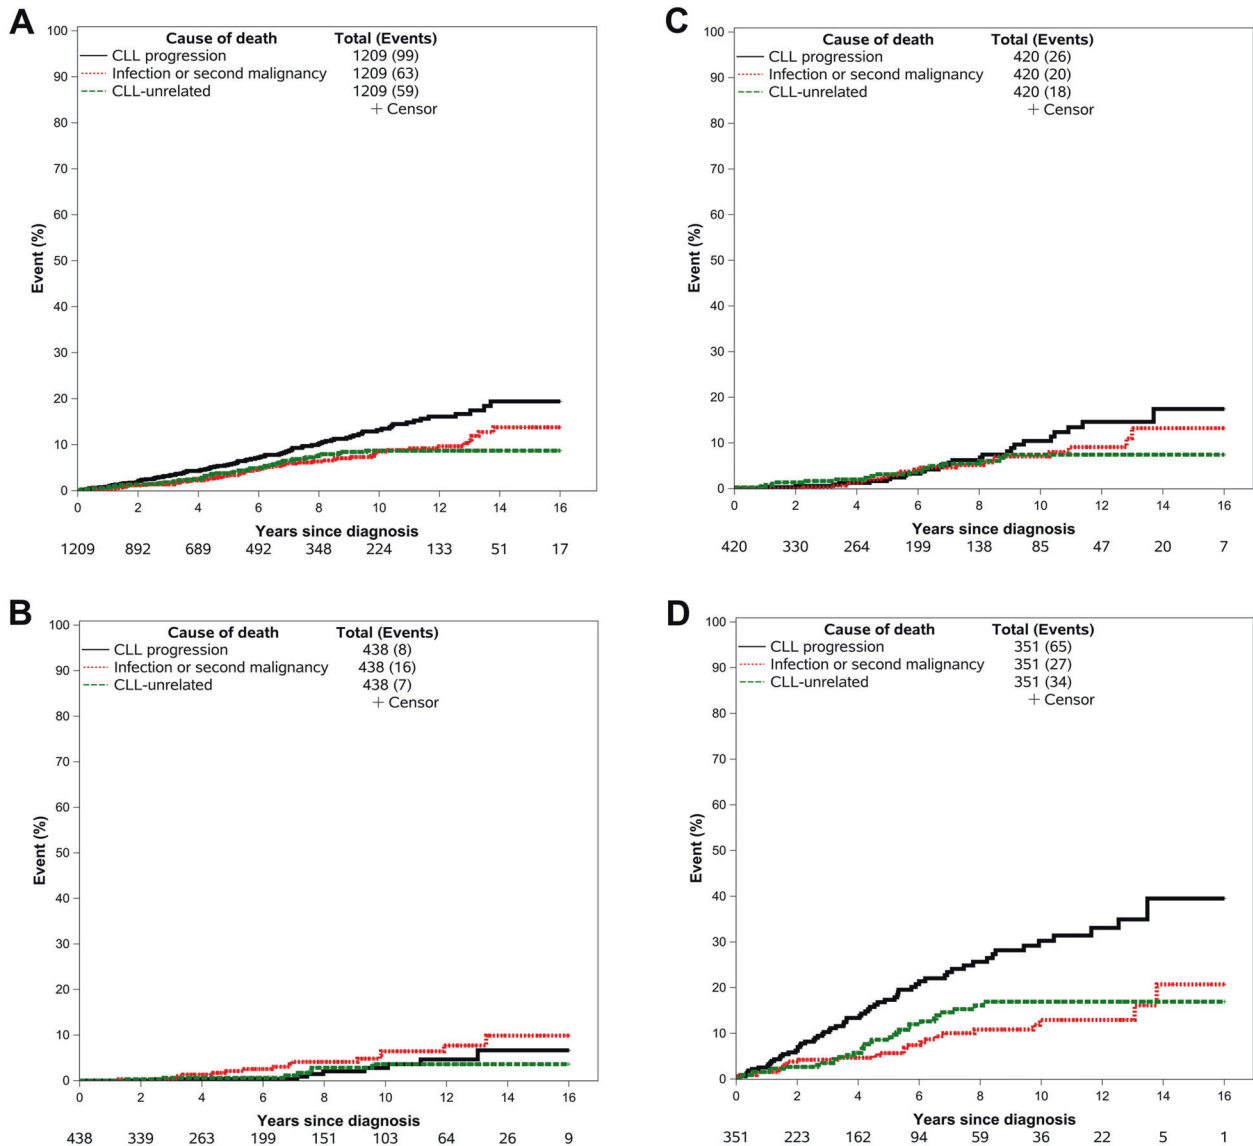 A
Cause of death Total (Events)
CLL progression 1209 (99)
Infection or second malignancy 1209 (63)
CLL-unrelated 1209 (59)
+ Censor
100
90
80
70
60
50
40
30
20
10
0
Event (%)
0 2 4 6 8 10 12 14 16
Years since diagnosis
1209 892 689 492 348 224 133 51 17
C
Cause of death Total (Events)
CLL progression 420 (26)
Infection or second malignancy 420 (20)
CLL-unrelated 420 (18)
+ Censor
100
90
80
70
60
50
40
30
20
10
0
Event (%)
0 2 4 6 8 10 12 14 16
Years since diagnosis
420 330 264 199 138 85 47 20 7
B
Cause of death Total (Events)
CLL progression 438 (8)
Infection or second malignancy 438 (16)
CLL-unrelated 438 (7)
+ Censor
100
90
80
70
60
50
40
30
20
10
0
Event (%)
0 2 4 6 8 10 12 14 16
Years since diagnosis
438 339 263 199 151 103 64 26 9
D
Cause of death Total (Events)
CLL progression 351 (65)
Infection or second malignancy 351 (27)
CLL-unrelated 351 (34)
+ Censor
100
90
80
70
60
50
40
30
20
10
0
Event (%)
0 2 4 6 8 10 12 14 16
Years since diagnosis
351 223 162 94 59 36 22 5 1